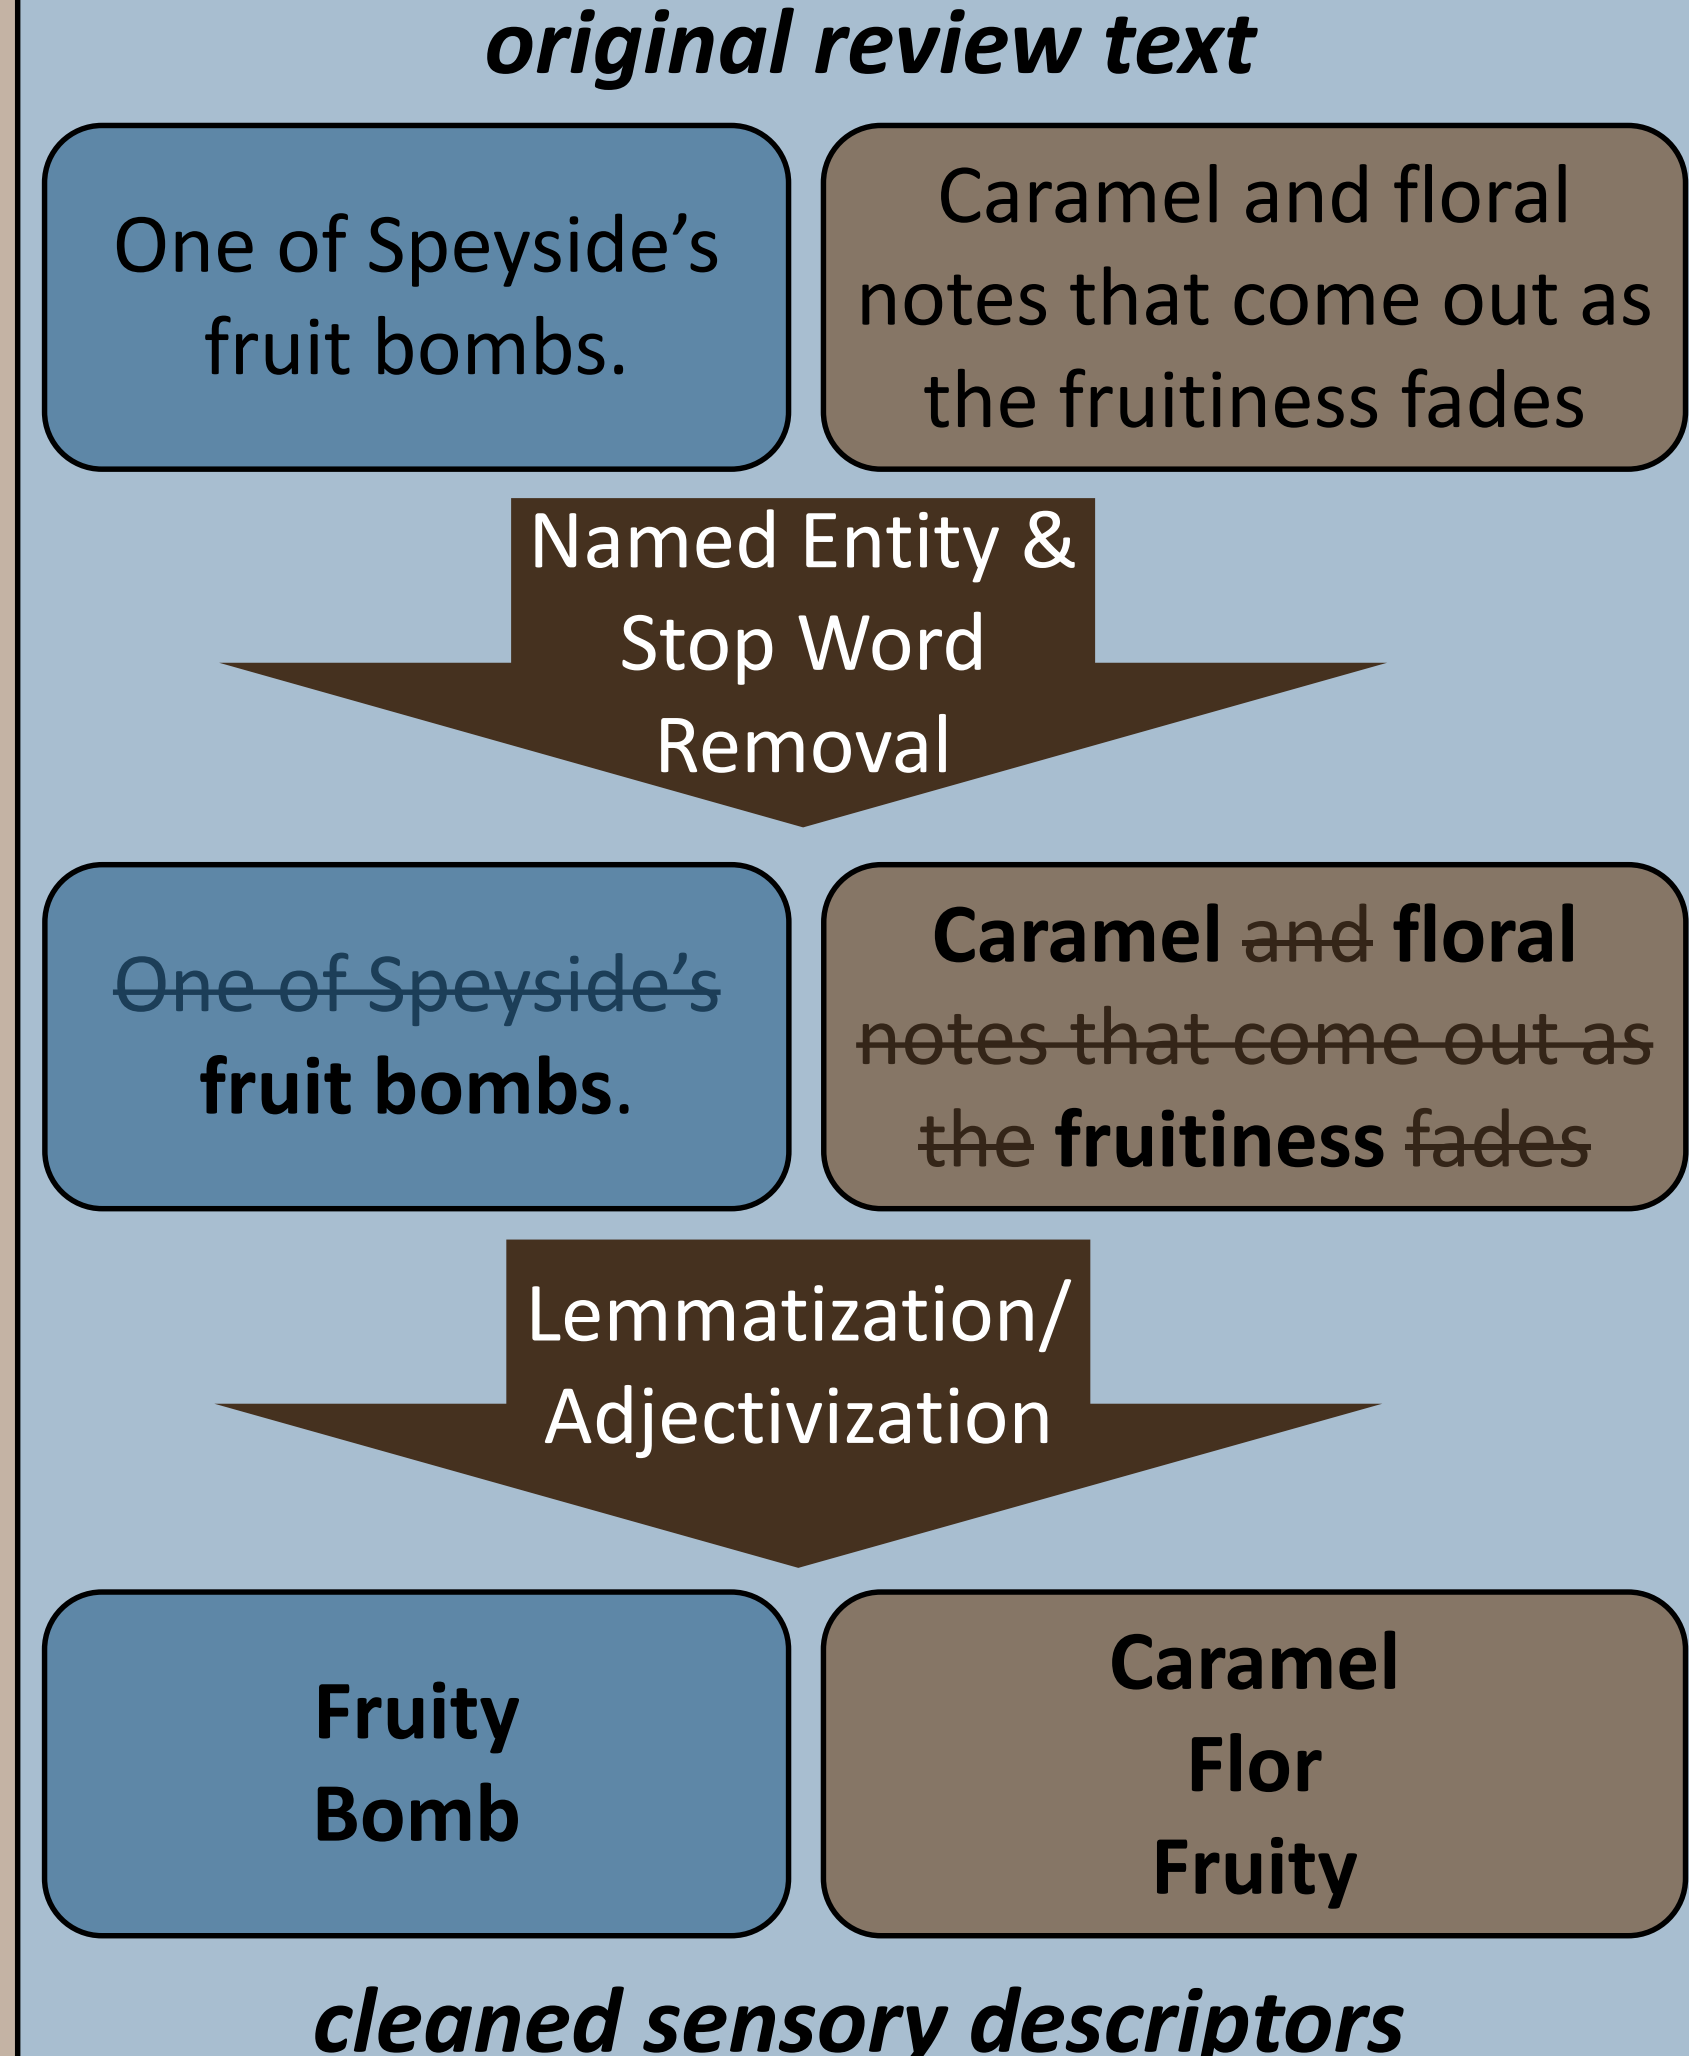 original review text
One of Speyside’s
fruit bombs.
Caramel and floral
notes that come out as
the fruitiness fades
Named Entity &
Stop Word
Removal
One of Speyside’s
fruit bombs.
Caramel and floral
notes that come out as
the fruitiness fades
Lemmatization/
Adjectivization
Fruity
Bomb
Caramel
Flor
Fruity
cleaned sensory descriptors